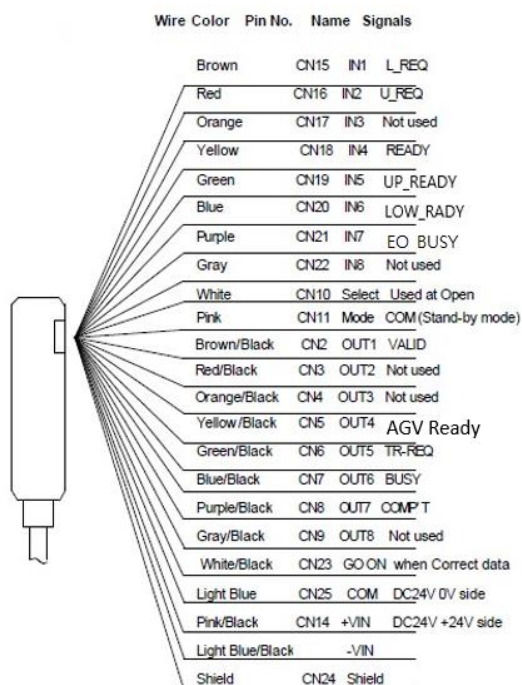 Wire Color Pin No. Name Signals
Brown CN15 IN1 L_REQ
Red CN16 IN2 U_REQ
Orange CN17 IN3 Not used
Yellow CN18 IN4 READY
Green CN19 IN5 UP_READY
Blue CN20 IN6 LOW_RADY
Purple CN21 IN7 EO_BUSY
Gray CN22 IN8 Not used
White CN10 Select Used at Open
Pink CN11 Mode COM (Stand-by mode)
Brown/Black CN2 OUT1 VALID
Red/Black CN3 OUT2 Not used
Orange/Black CN4 OUT3 Not used
Yellow/Black CN5 OUT4 AGV Ready
Green/Black CN6 OUT5 TR-REQ
Blue/Black CN7 OUT6 BUSY
Purple/Black CN8 OUT7 COMP'T
Gray/Black CN9 OUT8 Not used
White/Black CN23 GO ON when Correct data
Light Blue CN25 COM DC24V 0V side
Pink/Black CN14 +VIN DC24V +24V side
Light Blue/Black -VIN
Shield CN24 Shield